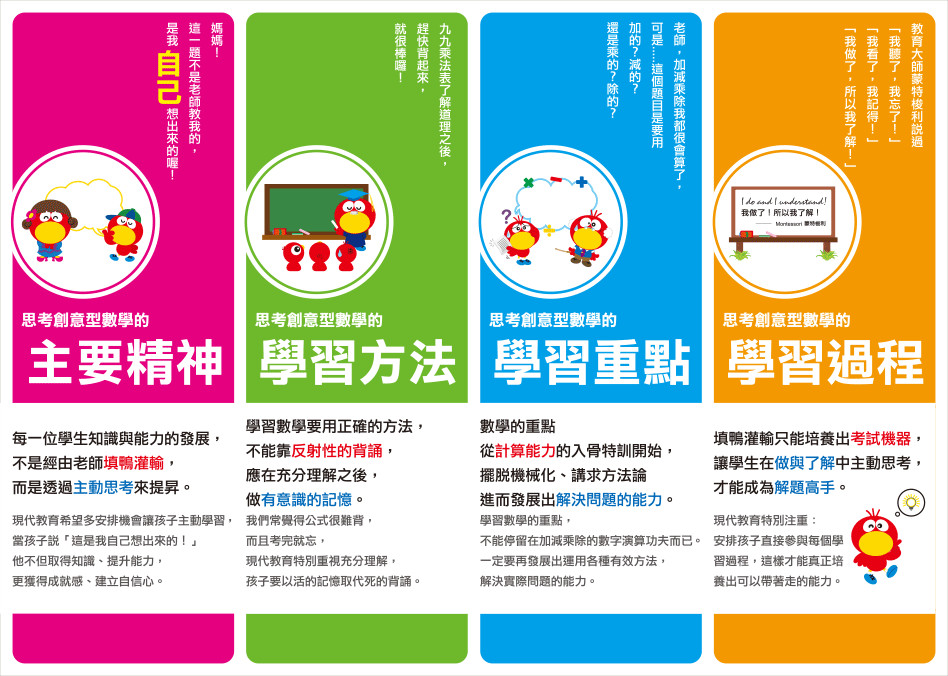 媽媽！
這一題不是老師教我的，
是我自己想出來的喔！
思考創意型數學的
主要精神
每一位學生知識與能力的發展，
不是經由老師填鴨灌輸，
而是透過主動思考來提昇。
現代教育希望多安排機會讓孩子主動學習，
當孩子說「這是我自己想出來的！」
他不但取得知識、提升能力，
更獲得成就感、建立自信心。
九九乘法表了解道理之後，
趕快背起來，
就很棒囉！
思考創意型數學的
學習方法
學習數學要用正確的方法，
不能靠反射性的背誦，
應在充分理解之後，
做有意識的記憶。
我們常覺得公式很難背，
而且考完就忘，
現代教育特別重視充分理解，
孩子要以活的記憶取代死的背誦。
老師，加減乘除我都很會算了，
可是……這個題目是要用
加的？減的？
還是乘的？除的？
?
思考創意型數學的
學習重點
數學的重點
從計算能力的入骨特訓開始，
擺脫機械化、講求方法論
進而發展出解決問題的能力。
學習數學的重點，
不能停留在加減乘除的數字演算功夫而已。
一定要再發展出運用各種有效方法，
解決實際問題的能力。
教育大師蒙特梭利說過
「我聽了，我忘了！」
「我看了，我記得！」
「我做了，所以我了解！」
I do and I understand!
我做了！所以我了解！
Montessori 蒙特梭利
思考創意型數學的
學習過程
填鴨灌輸只能培養出考試機器，
讓學生在做與了解中主動思考，
才能成為解題高手。
現代教育特別注重：
安排孩子直接參與每個學
習過程，這樣才能真正培
養出可以帶著走的能力。